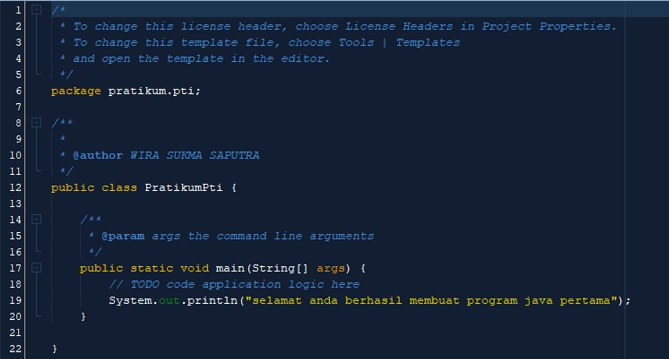 1 /*
2 * To change this license header, choose License Headers in Project Properties.
3 * To change this template file, choose Tools | Templates
4 * and open the template in the editor.
5 */
6 package pratikum.pti;
7
8 /**
9 *
10 * @author WIRA SUKMA SAPUTRA
11 */
12 public class PratikumPti {
13
14 /**
15 * @param args the command line arguments
16 */
17 public static void main(String[] args) {
18 // TODO code application logic here
19 System.out.println("selamat anda berhasil membuat program java pertama");
20 }
21
22 }